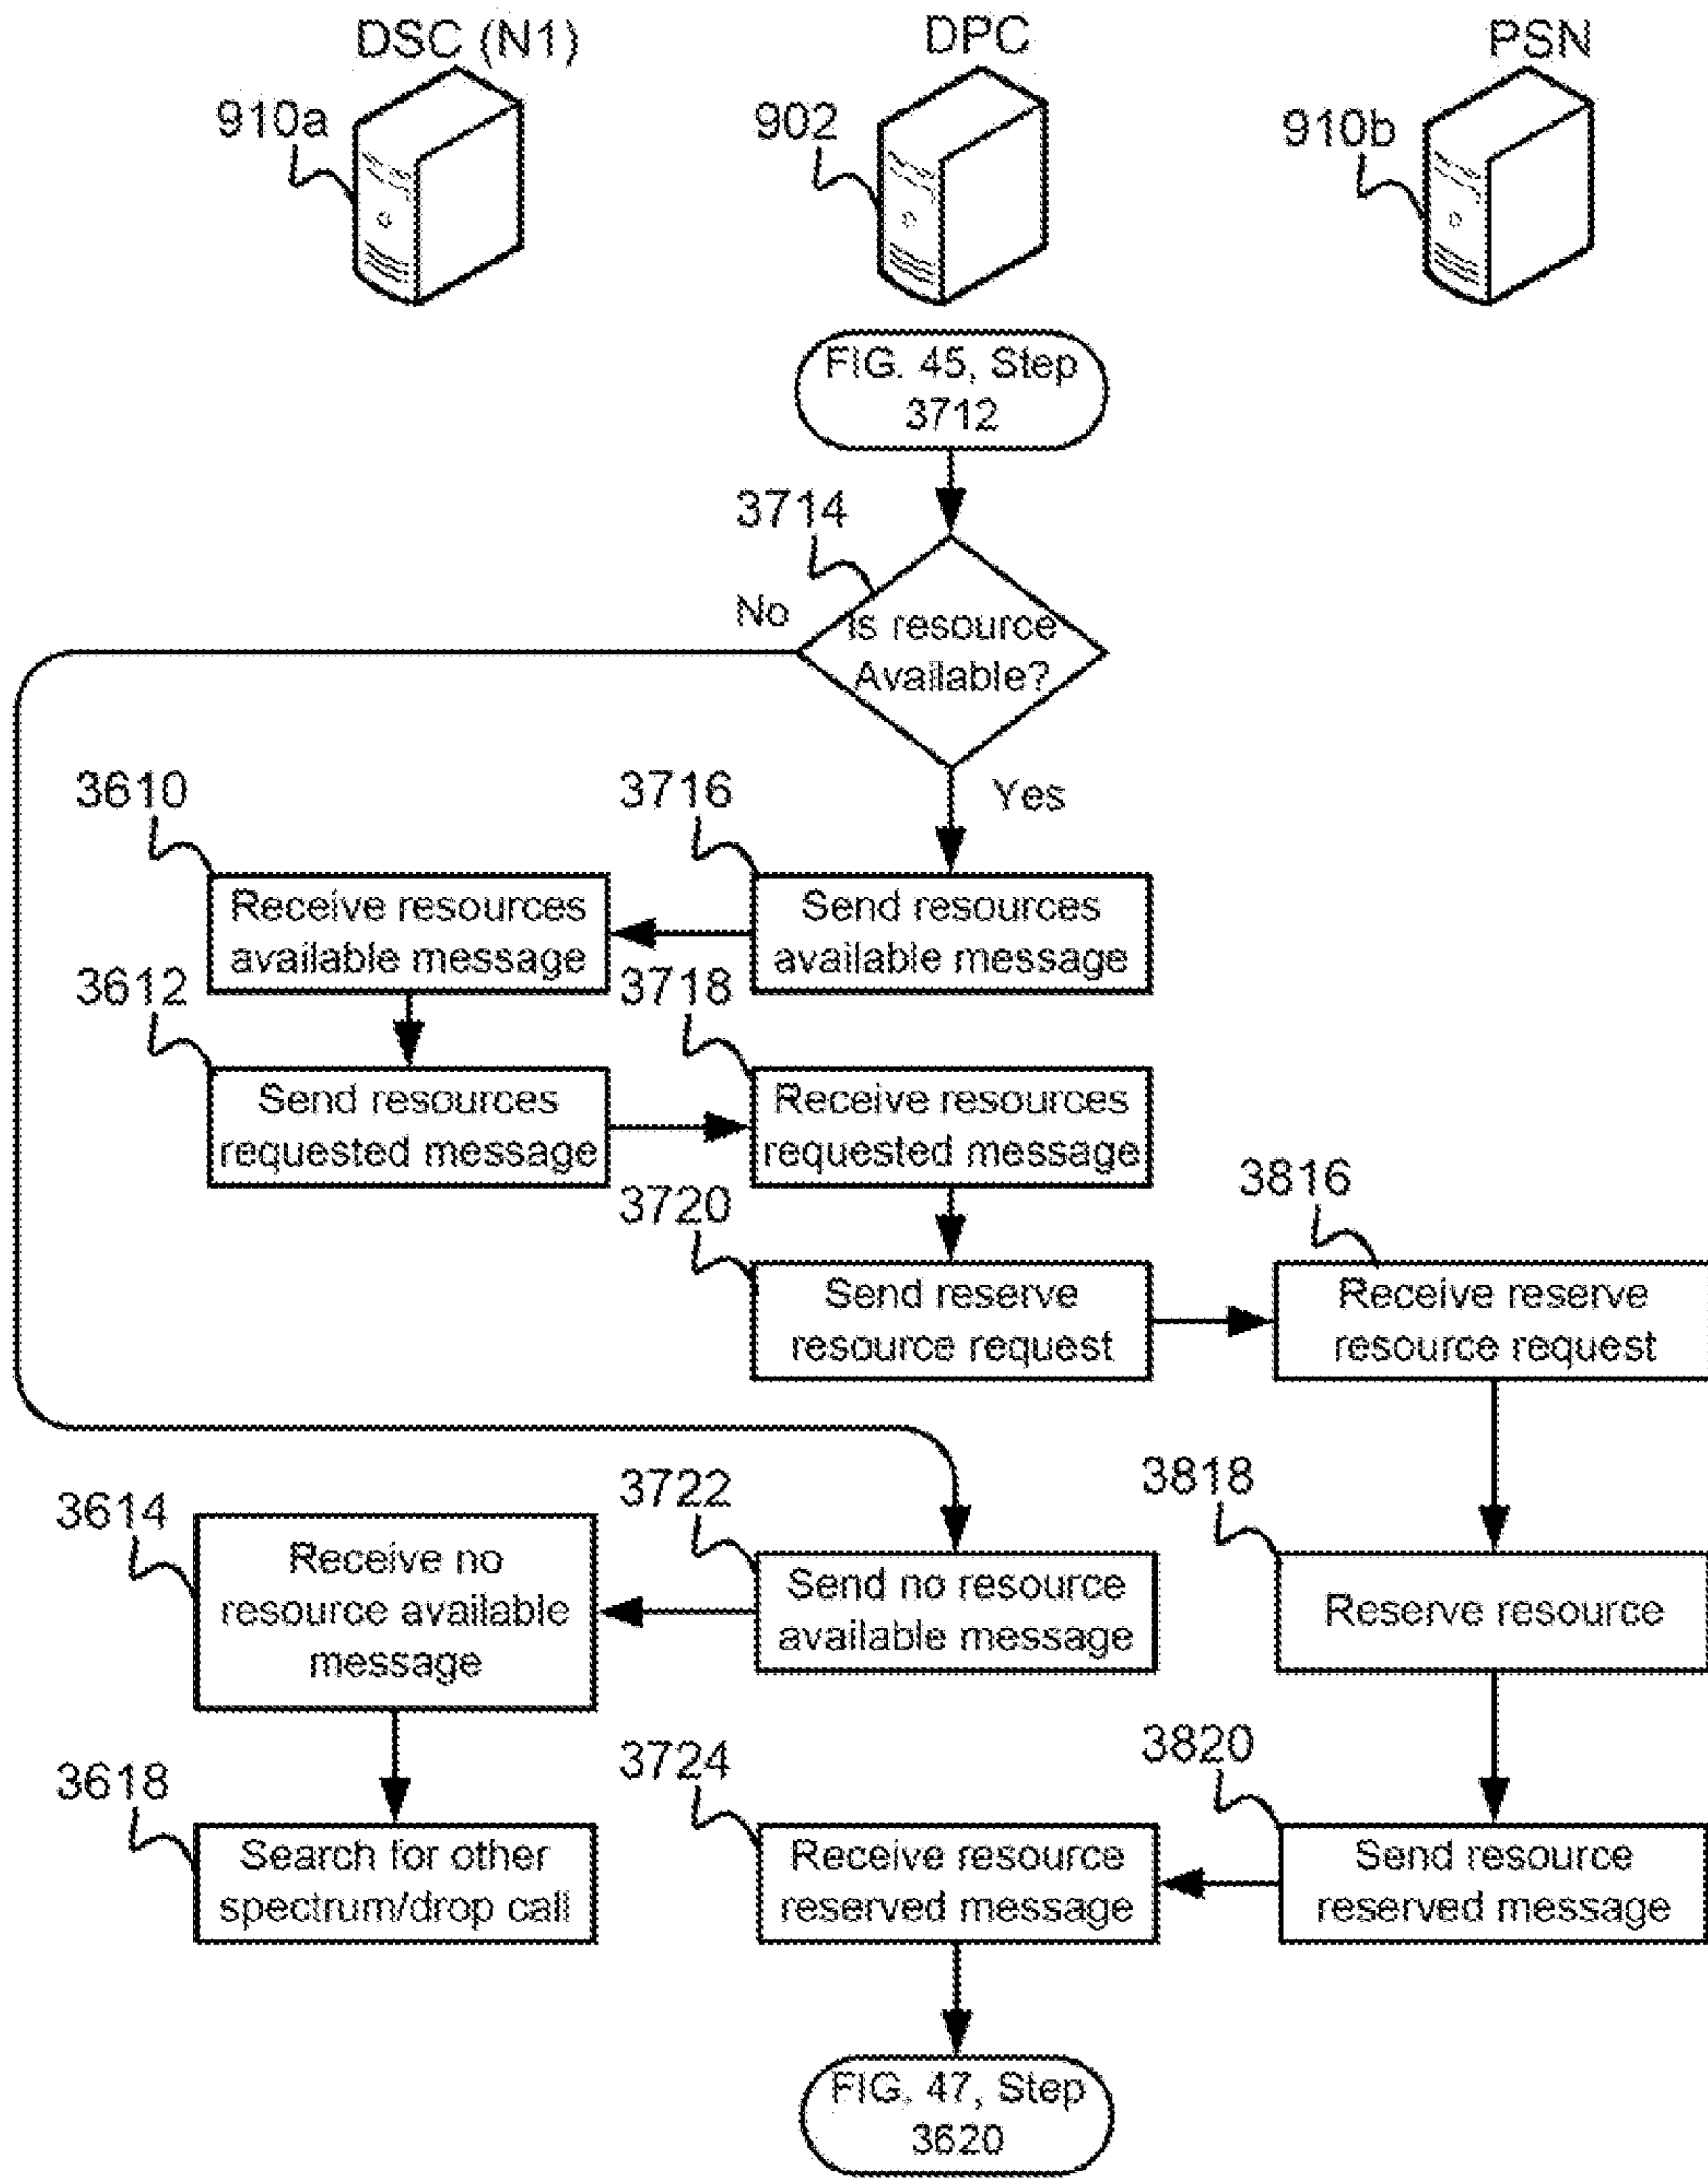 DSC (N1)
DPC
PSN
910a
902
910b
FIG. 45, Step
3712
3714
No
Is resource
Available?
Yes
3610
3716
Receive resources
available message
Send resources
available message
3612
3718
Send resources
requested message
Receive resources
requested message
3720
3816
Send reserve
resource request
Receive reserve
resource request
3614
3722
3818
Receive no
resource available
message
Send no resource
available message
Reserve resource
3618
3724
3820
Search for other
spectrum/drop call
Receive resource
reserved message
Send resource
reserved message
FIG. 47, Step
3620